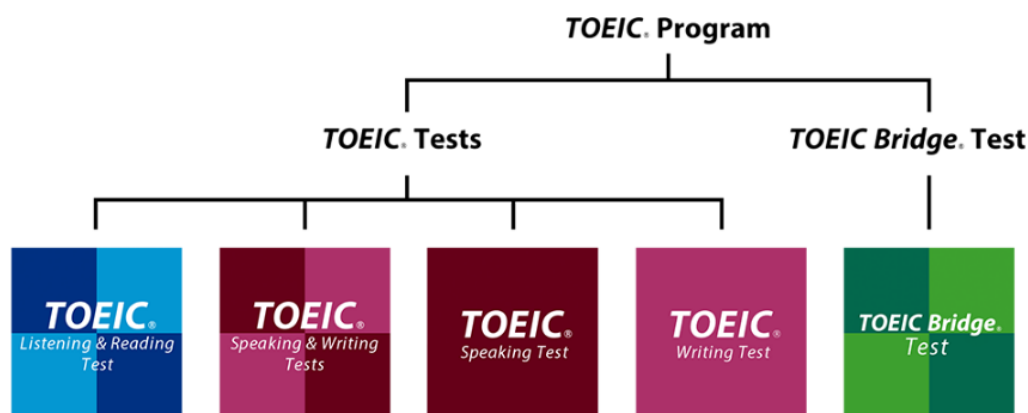 TOEIC® Program
TOEIC® Tests
TOEIC Bridge® Test
TOEIC®
Listening & Reading
Test
TOEIC®
Speaking & Writing
Tests
TOEIC®
Speaking Test
TOEIC®
Writing Test
TOEIC Bridge®
Test